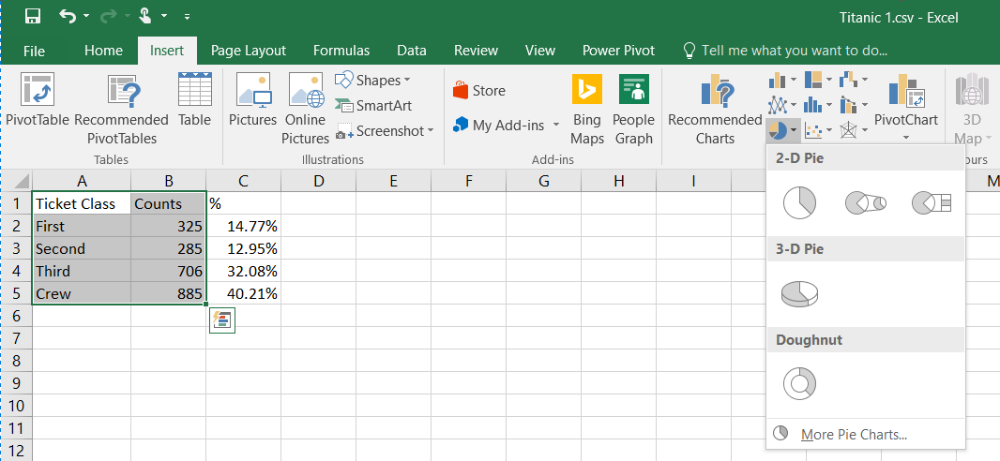 Titanic 1.csv - Excel
File Home Insert Page Layout Formulas Data Review View Power Pivot Tell me what you want to do...
PivotTable Recommended PivotTables Table
Tables
Pictures Online Pictures
Shapes
SmartArt
Screenshot
Illustrations
Store
My Add-ins
Bing Maps People Graph
Add-ins
Recommended Charts
PivotChart
3D Map
ours
2-D Pie
3-D Pie
Doughnut
More Pie Charts...
A B C D E F G H I M
1 Ticket Class Counts %
2 First 325 14.77%
3 Second 285 12.95%
4 Third 706 32.08%
5 Crew 885 40.21%
6
7
8
9
10
11
12